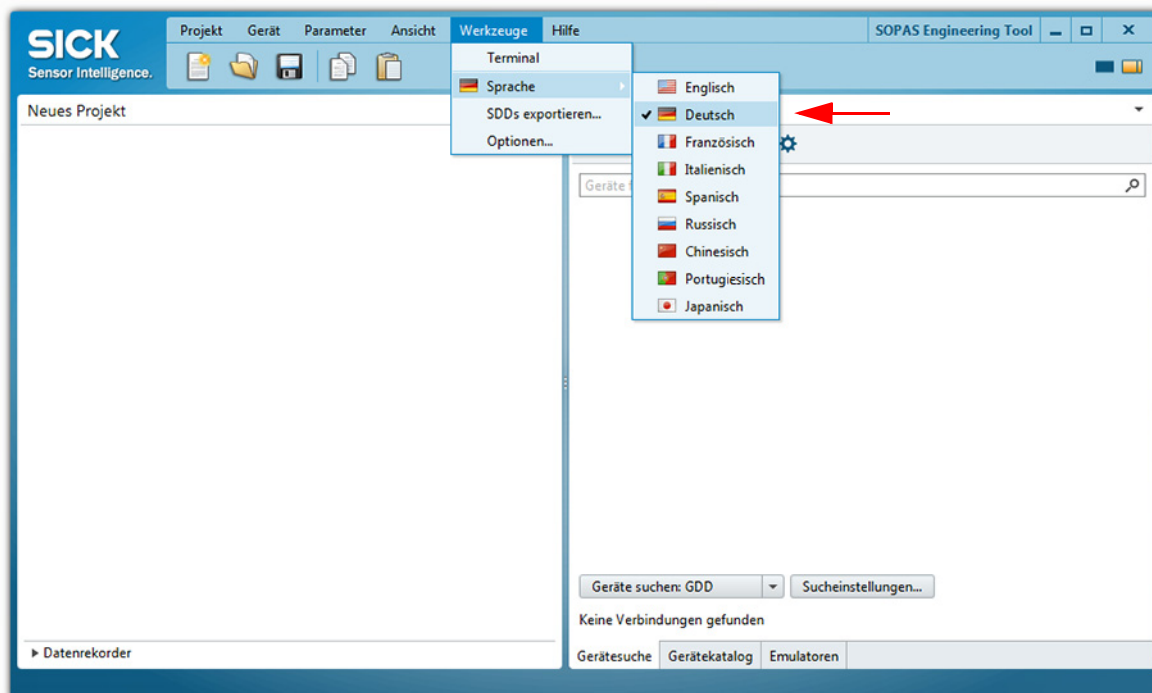 SICK
Sensor Intelligence.
Projekt Gerät Parameter Ansicht Werkzeuge Hilfe
SOPAS Engineering Tool
Neues Projekt
Terminal
Sprache
SDDs exportieren...
Optionen...
Englisch
Deutsch
Französisch
Italienisch
Spanisch
Russisch
Chinesisch
Portugiesisch
Japanisch
Geräte
Geräte suchen: GDD
Sucheinstellungen...
Keine Verbindungen gefunden
Datenrekorder
Gerätesuche Gerätekatalog Emulatoren